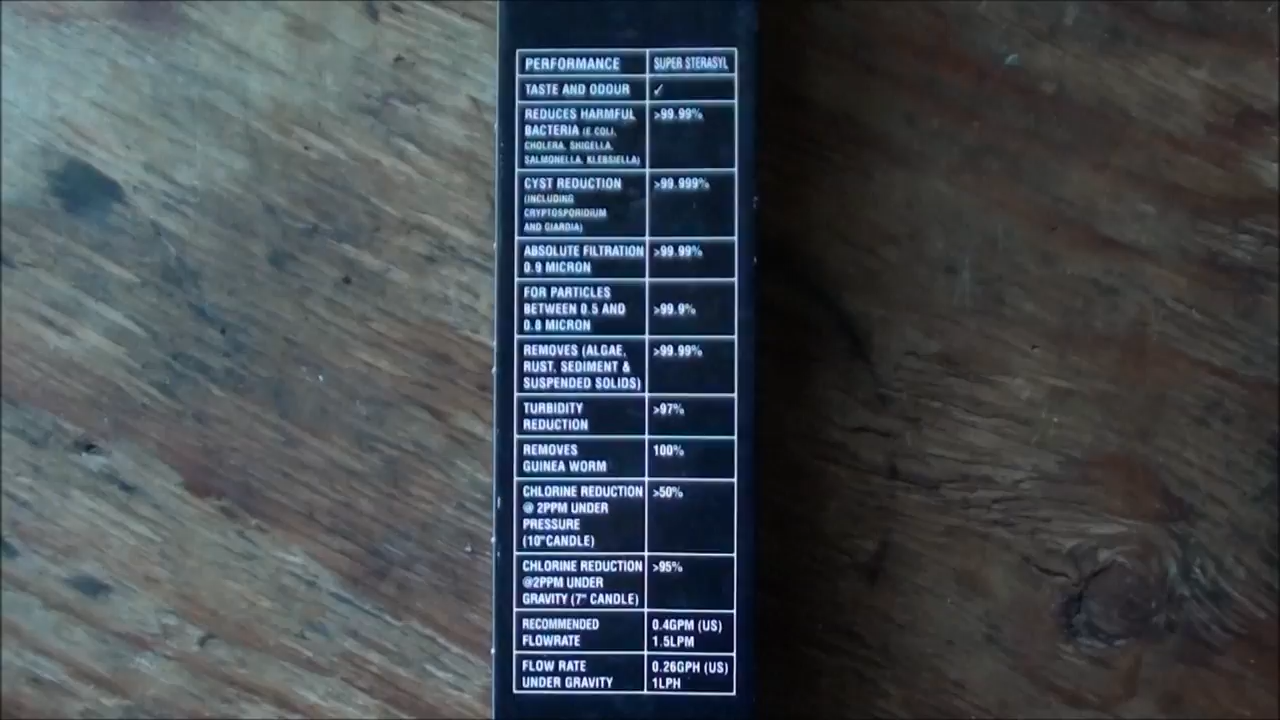 PERFORMANCE SUPER STERASYL
TASTE AND ODOUR ✓
REDUCES HARMFUL >99.99%
BACTERIA (E.COLI,
CHOLERA, SHIGELLA,
SALMONELLA, KLEBSIELLA)
CYST REDUCTION >99.999%
(INCLUDING
CRYPTOSPORIDIUM
AND GIARDIA)
ABSOLUTE FILTRATION >99.99%
0.9 MICRON
FOR PARTICLES
BETWEEN 0.5 AND >99.9%
0.8 MICRON
REMOVES (ALGAE, >99.99%
RUST, SEDIMENT &
SUSPENDED SOLIDS)
TURBIDITY >97%
REDUCTION
REMOVES 100%
GUINEA WORM
CHLORINE REDUCTION >50%
@ 2PPM UNDER
PRESSURE
(10"CANDLE)
CHLORINE REDUCTION >95%
@2PPM UNDER
GRAVITY (7" CANDLE)
RECOMMENDED 0.4GPM (US)
FLOWRATE 1.5LPM
FLOW RATE 0.26GPH (US)
UNDER GRAVITY 1LPH